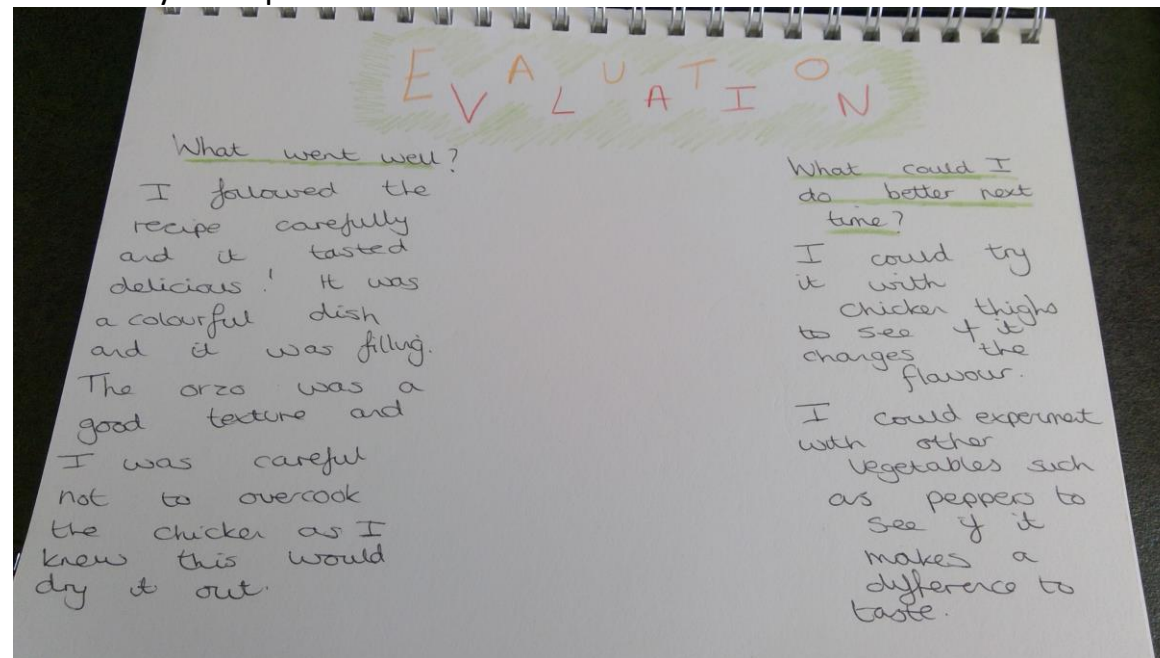 EVALUATION
What went well?
I followed the
recipe carefully
and it tasted
delicious! It was
a colourful dish
and it was filling.
The orzo was a
good texture and
I was careful
not to overcook
the chicken as I
knew this would
dry it out.
What could I
do better next
time?
I could try
it with
chicken thighs
to see if it
changes the
flavour.
I could experment
with other
vegetables such
as peppers to
see if it
makes a
difference to
taste.